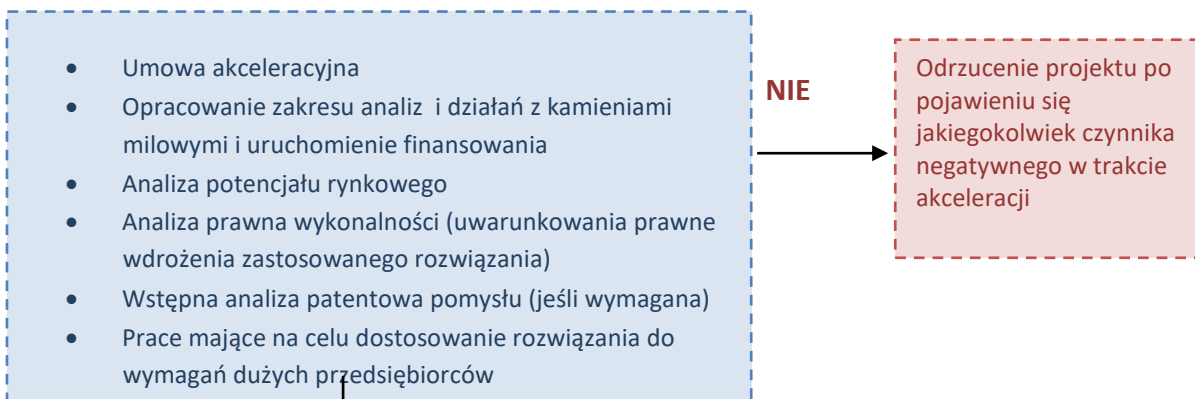 • Umowa akceleracyjna
• Opracowanie zakresu analiz i działań z kamieniami
milowymi i uruchomienie finansowania
• Analiza potencjału rynkowego
• Analiza prawna wykonalności (uwarunkowania prawne
wdrożenia zastosowanego rozwiązania)
• Wstępna analiza patentowa pomysłu (jeśli wymagana)
• Prace mające na celu dostosowanie rozwiązania do
wymagań dużych przedsiębiorców
NIE
Odrzucenie projektu po
pojawieniu się
jakiegokolwiek czynnika
negatywnego w trakcie
akceleracji